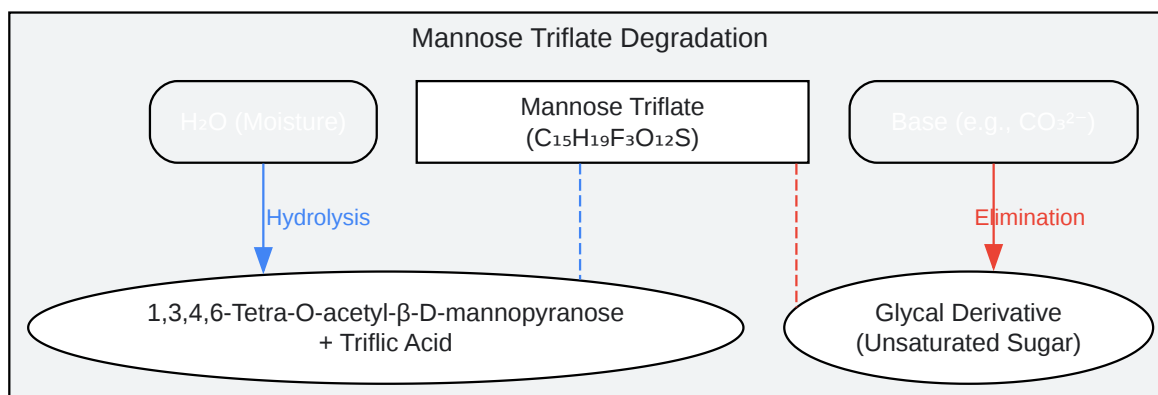 Mannose Triflate Degradation
H₂O (Moisture)
Mannose Triflate
(C₁₅H₁₉F₃O₁₂S)
Base (e.g., CO₃²⁻)
Hydrolysis
Elimination
1,3,4,6-Tetra-O-acetyl-β-D-mannopyranose
+ Triflic Acid
Glycal Derivative
(Unsaturated Sugar)